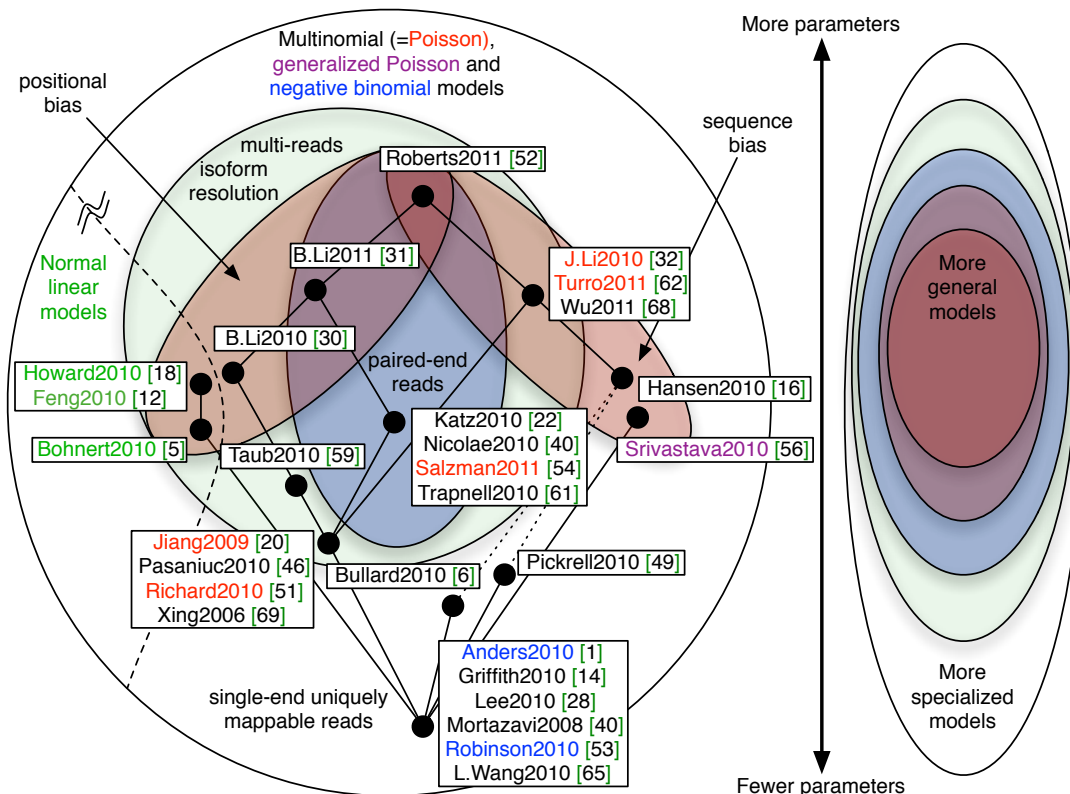 More parameters
Multinomial (=Poisson),
generalized Poisson and
negative binomial models
positional
bias
sequence
bias
multi-reads
isoform
resolution
Roberts2011 [52]
B.Li2011 [31]
J.Li2010 [32]
Turro2011 [62]
Wu2011 [68]
Normal
linear
models
More
general
models
B.Li2010 [30]
paired-end
reads
Howard2010 [18]
Feng2010 [12]
Hansen2010 [16]
Bohnert2010 [5]
Taub2010 [59]
Katz2010 [22]
Nicolae2010 [40]
Salzman2011 [54]
Trapnell2010 [61]
Srivastava2010 [56]
Jiang2009 [20]
Pasaniuc2010 [46]
Richard2010 [51]
Xing2006 [69]
Bullard2010 [6]
Pickrell2010 [49]
single-end uniquely
mappable reads
Anders2010 [1]
Griffith2010 [14]
Lee2010 [28]
Mortazavi2008 [40]
Robinson2010 [53]
L.Wang2010 [65]
More
specialized
models
Fewer parameters